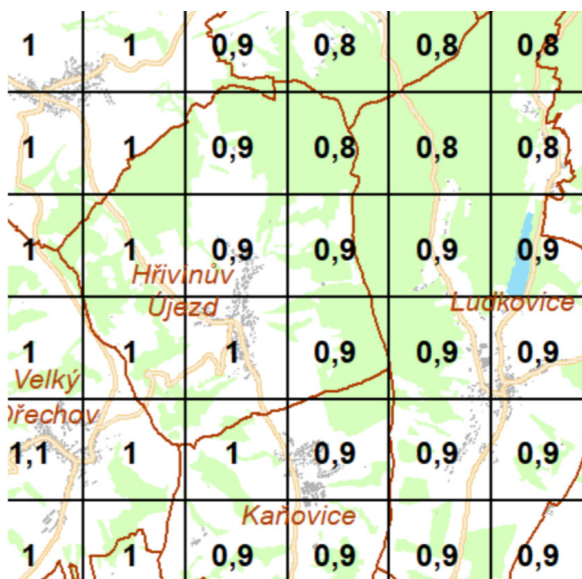 1 1 0,9 0,8 0,8 0,8
1 1 0,9 0,8 0,8 0,8
1 1 0,9 0,9 0,9 0,9
Hřivínův
Újezd
Ludkovice
1 1 1 0,9 0,9 0,9
Velký
Ořechov
1,1 1 1 0,9 0,9 0,9
Kaňovice
1 1 0,9 0,9 0,9 0,9